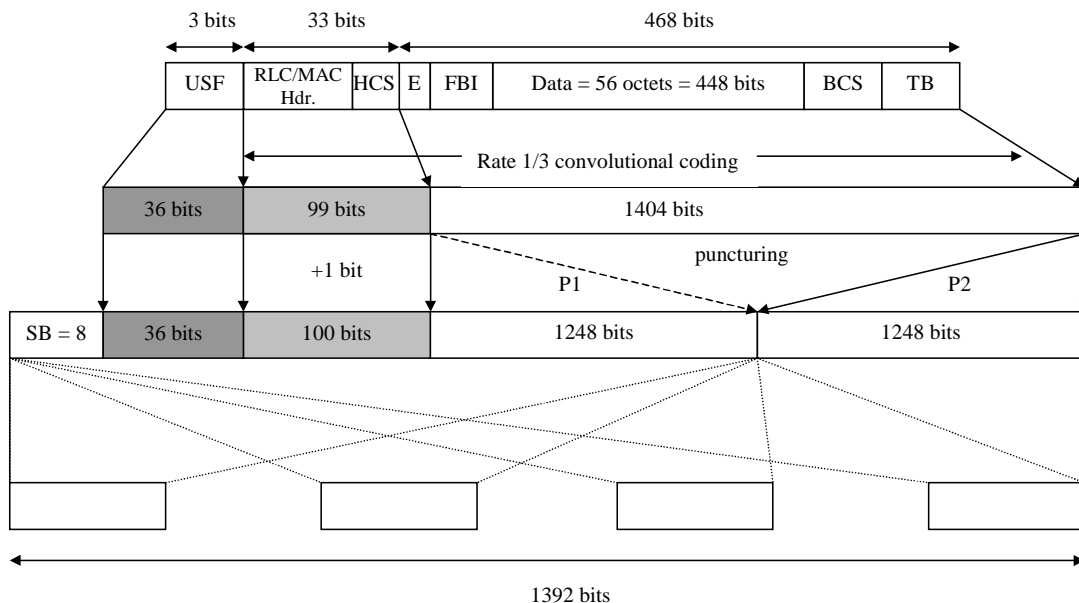 3 bits 33 bits 468 bits
USF RLC/MAC Hdr. HCS E FBI Data = 56 octets = 448 bits BCS TB
Rate 1/3 convolutional coding
36 bits 99 bits 1404 bits
+1 bit puncturing
P1 P2
SB = 8 36 bits 100 bits 1248 bits 1248 bits
1392 bits